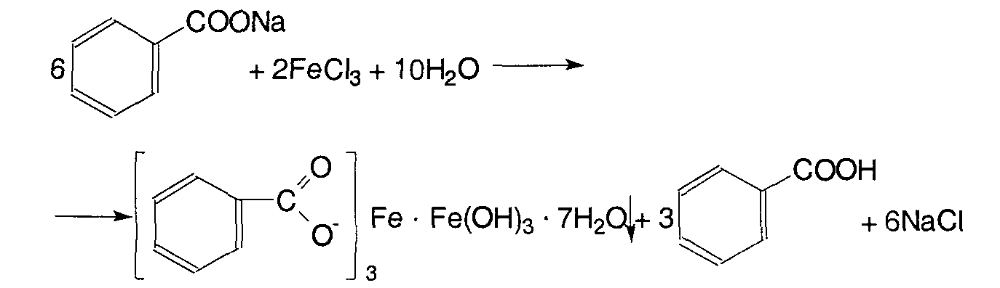 6 COONa + 2FeCl₃ + 10H₂O ⟶
⟶ [ C O O⁻ ]₃ Fe · Fe(OH)₃ · 7H₂O↓ + 3 COOH + 6NaCl